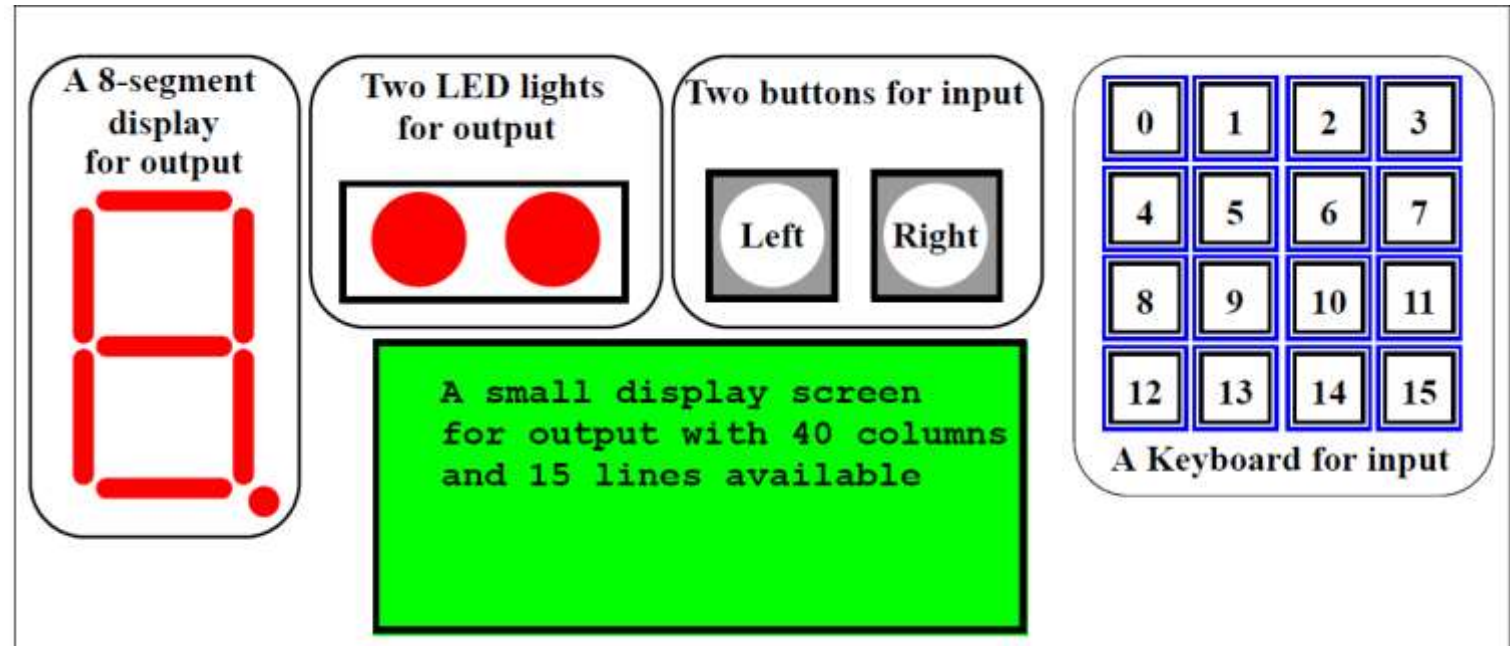 A 8-segment
display
for output
Two LED lights
for output
Two buttons for input
Left
Right
A small display screen
for output with 40 columns
and 15 lines available
0 1 2 3
4 5 6 7
8 9 10 11
12 13 14 15
A Keyboard for input